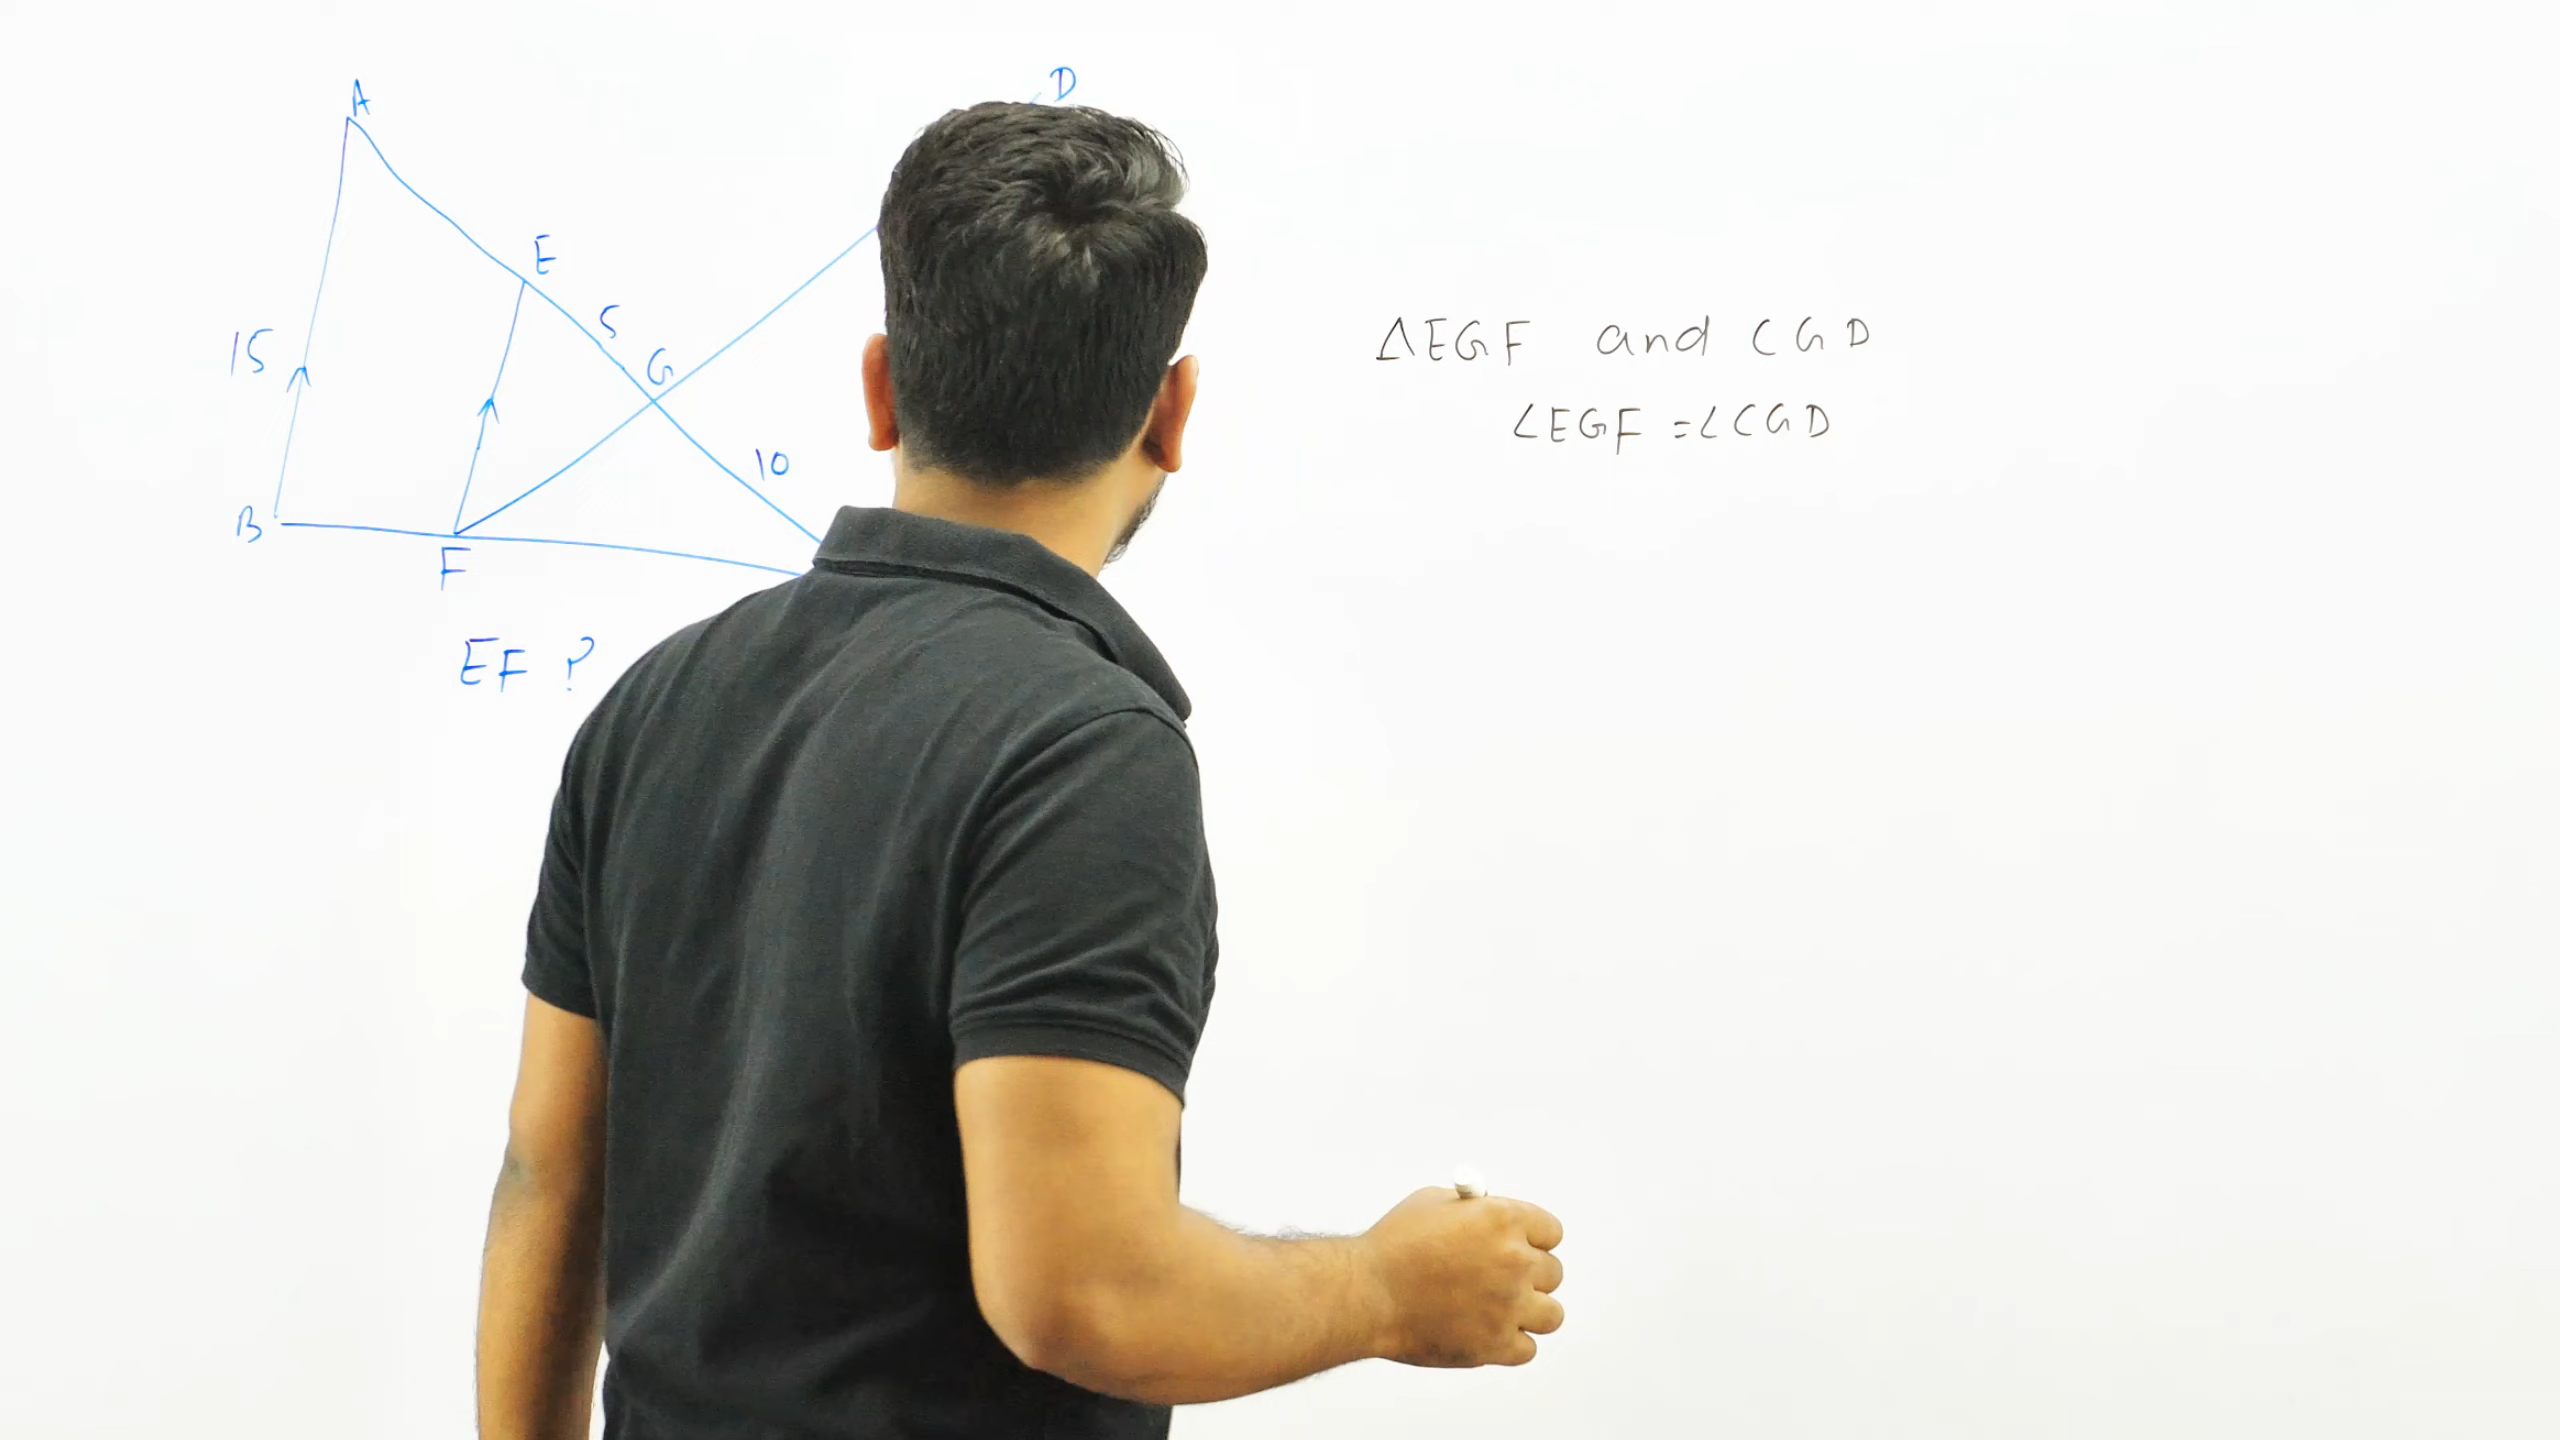 A
D
E
5
15
G
10
B
F
EF ?
ΔEGF and CGD
∠EGF = ∠CGD